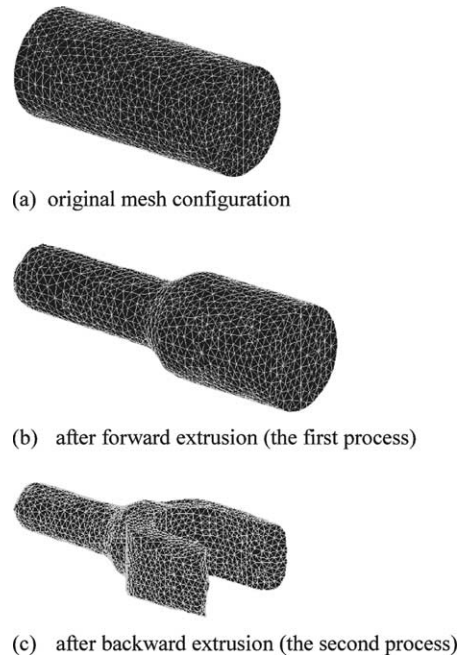 (a) original mesh configuration
(b) after forward extrusion (the first process)
(c) after backward extrusion (the second process)